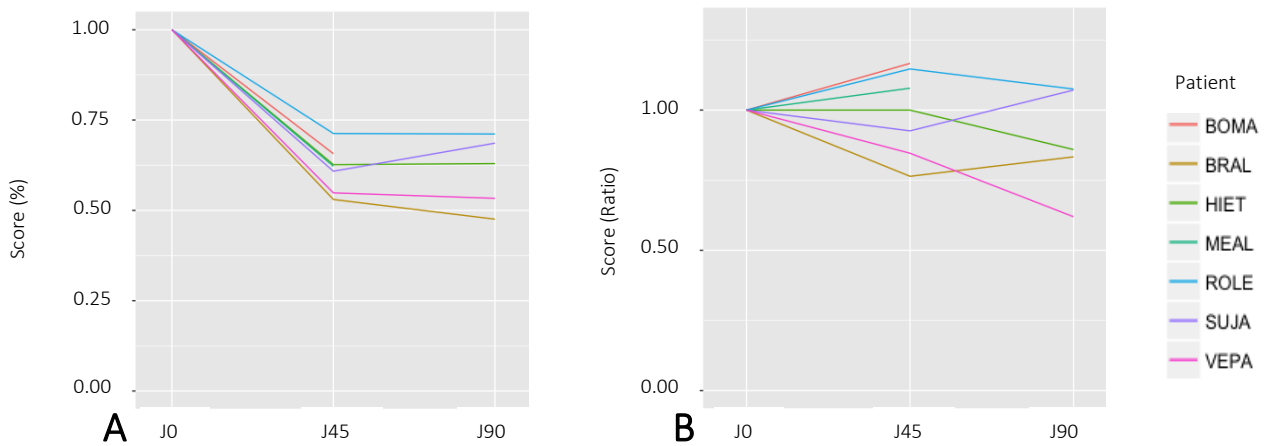 Score (%)
1.00
0.75
0.50
0.25
0.00
A
J0
J45
J90
Score (Ratio)
1.00
0.50
0.00
B
J0
J45
J90
Patient
BOMA
BRAL
HIET
MEAL
ROLE
SUJA
VEPA